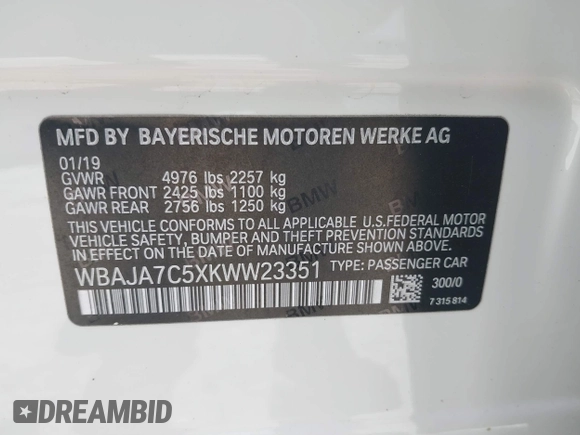 MFD BY BAYERISCHE MOTOREN WERKE AG
01/19
GVWR 4976 lbs 2257 kg
GAWR FRONT 2425 lbs 1100 kg
GAWR REAR 2756 lbs 1250 kg
THIS VEHICLE CONFORMS TO ALL APPLICABLE U.S.FEDERAL MOTOR
VEHICLE SAFETY, BUMPER AND THEFT PREVENTION STANDARDS
IN EFFECT ON THE DATE OF MANUFACTURE SHOWN ABOVE.
WBAJA7C5XKWW23351 TYPE: PASSENGER CAR
300/0
7 315 814
BMW
BMW
DREAMBID